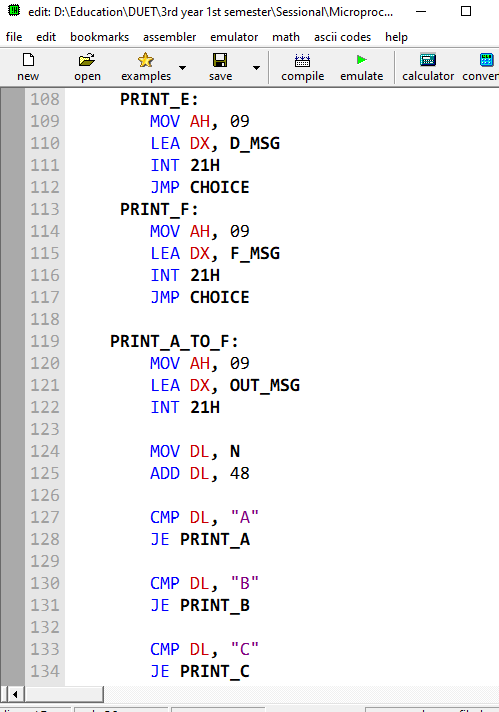 edit: D:\Education\DUET\3rd year 1st semester\Sessional\Microproc...
file edit bookmarks assembler emulator math ascii codes help
new open examples save compile emulate calculator conver
108 PRINT_E:
109 MOV AH, 09
110 LEA DX, D_MSG
111 INT 21H
112 JMP CHOICE
113 PRINT_F:
114 MOV AH, 09
115 LEA DX, F_MSG
116 INT 21H
117 JMP CHOICE
118
119 PRINT_A_TO_F:
120 MOV AH, 09
121 LEA DX, OUT_MSG
122 INT 21H
123
124 MOV DL, N
125 ADD DL, 48
126
127 CMP DL, "A"
128 JE PRINT_A
129
130 CMP DL, "B"
131 JE PRINT_B
132
133 CMP DL, "C"
134 JE PRINT_C